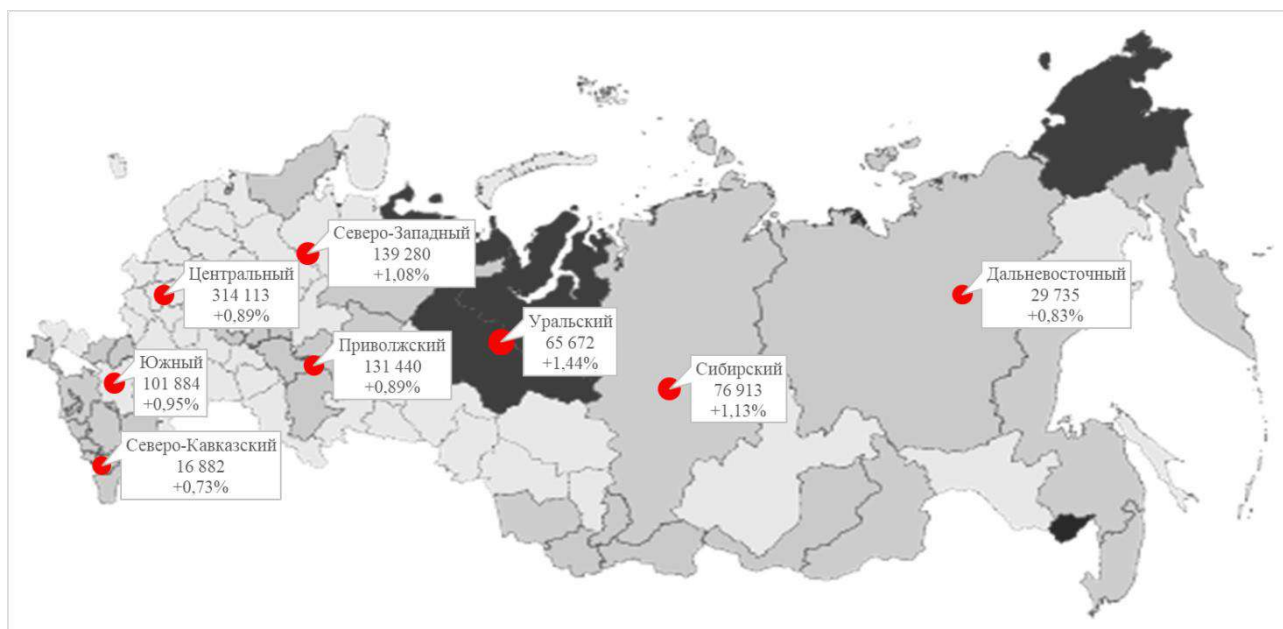 Северо-Западный
139 280
+1,08%
Центральный
314 113
+0,89%
Дальневосточный
29 735
+0,83%
Уральский
65 672
+1,44%
Приволжский
131 440
+0,89%
Южный
101 884
+0,95%
Сибирский
76 913
+1,13%
Северо-Кавказский
16 882
+0,73%